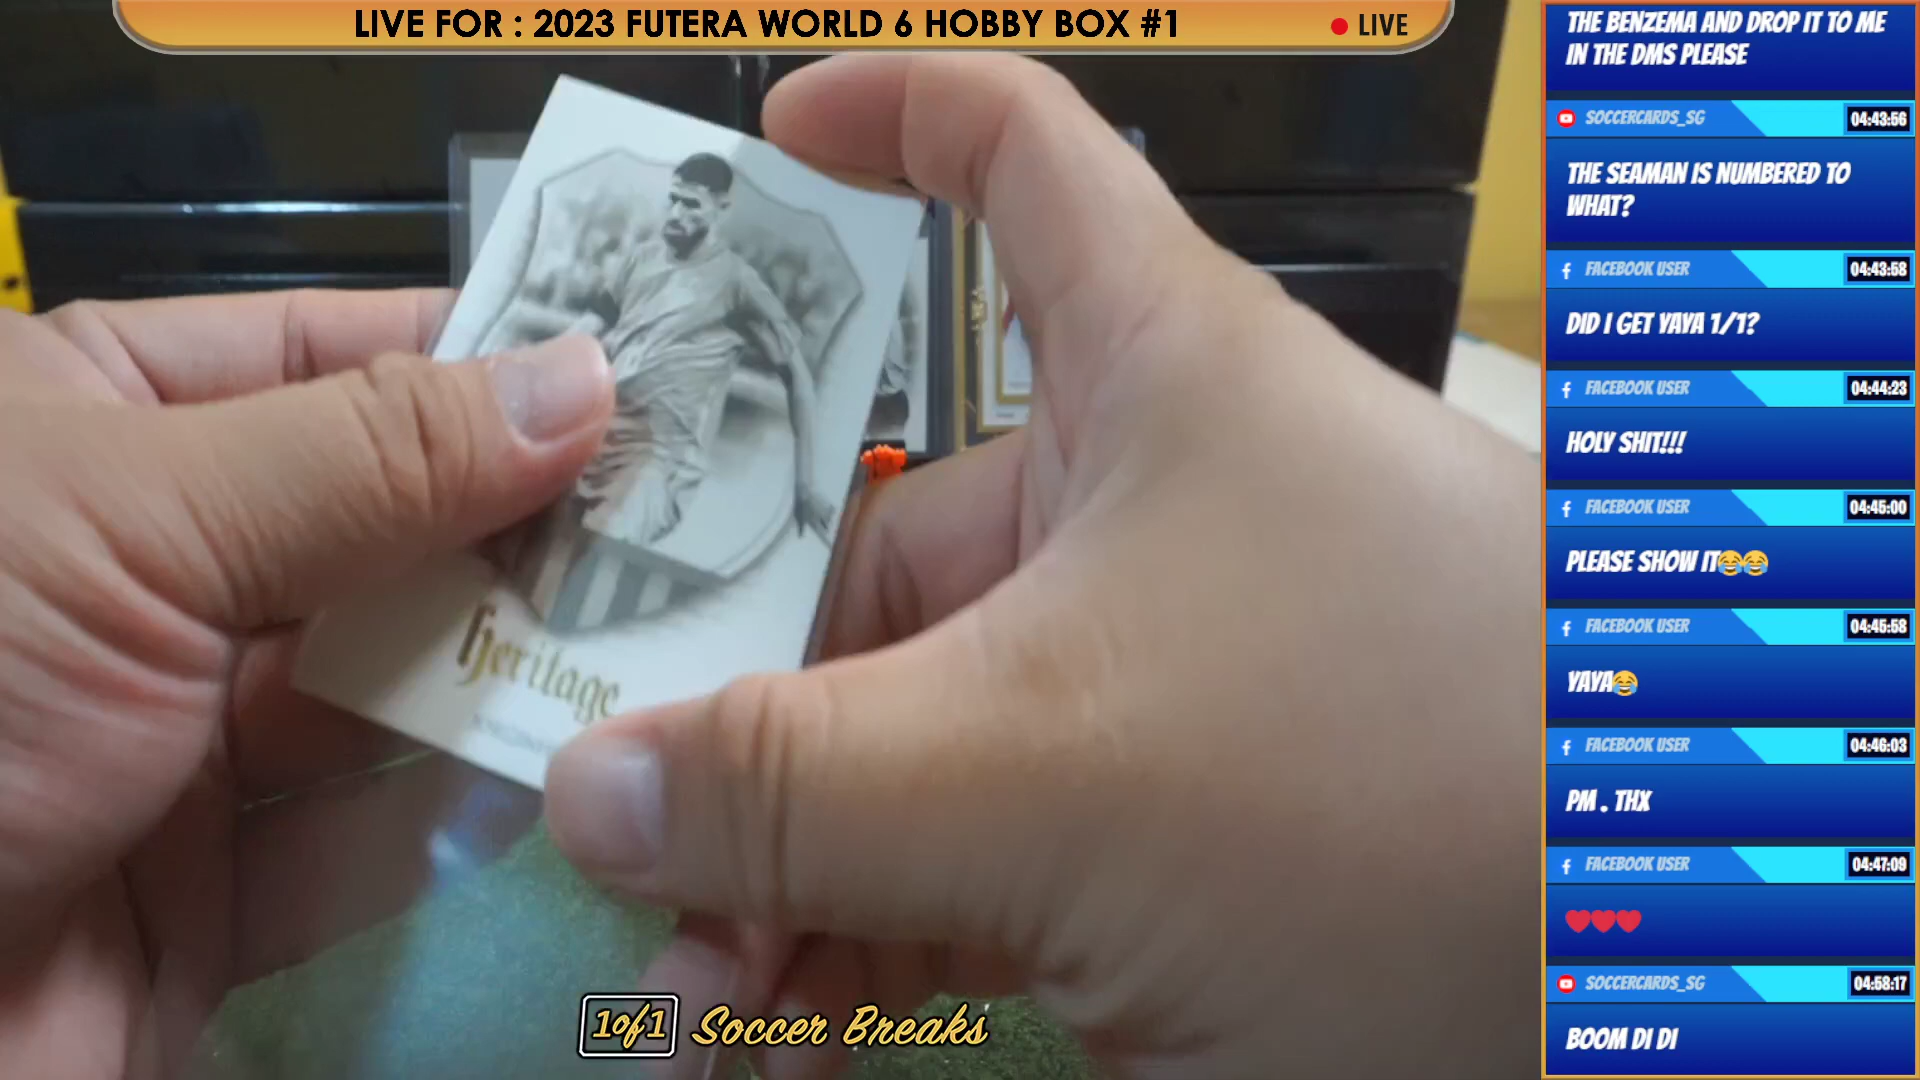 LIVE FOR : 2023 FUTERA WORLD 6 HOBBY BOX #1
LIVE
THE BENZEMA AND DROP IT TO ME
IN THE DMS PLEASE
SOCCERCARDS_SG
04:43:56
THE SEAMAN IS NUMBERED TO
WHAT?
FACEBOOK USER
04:43:58
DID I GET YAYA 1/1?
FACEBOOK USER
04:44:23
HOLY SHIT!!!
FACEBOOK USER
04:45:00
PLEASE SHOW IT😂😂
FACEBOOK USER
04:45:58
YAYA😂
FACEBOOK USER
04:46:03
PM . THX
FACEBOOK USER
04:47:09
❤️❤️❤️
SOCCERCARDS_SG
04:58:17
BOOM DI DI
Heritage
1of1 Soccer Breaks